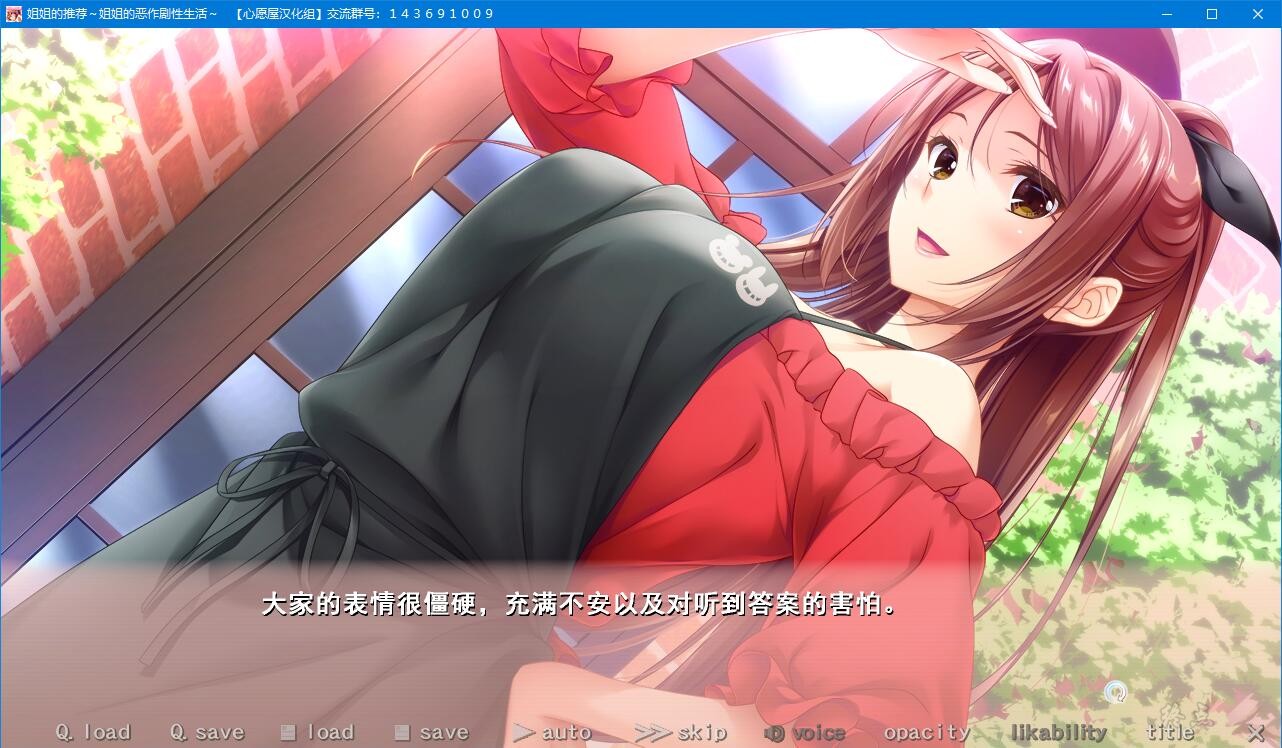 姐姐的推荐～姐姐的恶作剧性生活～　【心愿屋汉化组】交流群号：143691009
大家的表情很僵硬，充满不安以及对听到答案的害怕。
Q. load Q. save load save auto skip voice opacity likability title